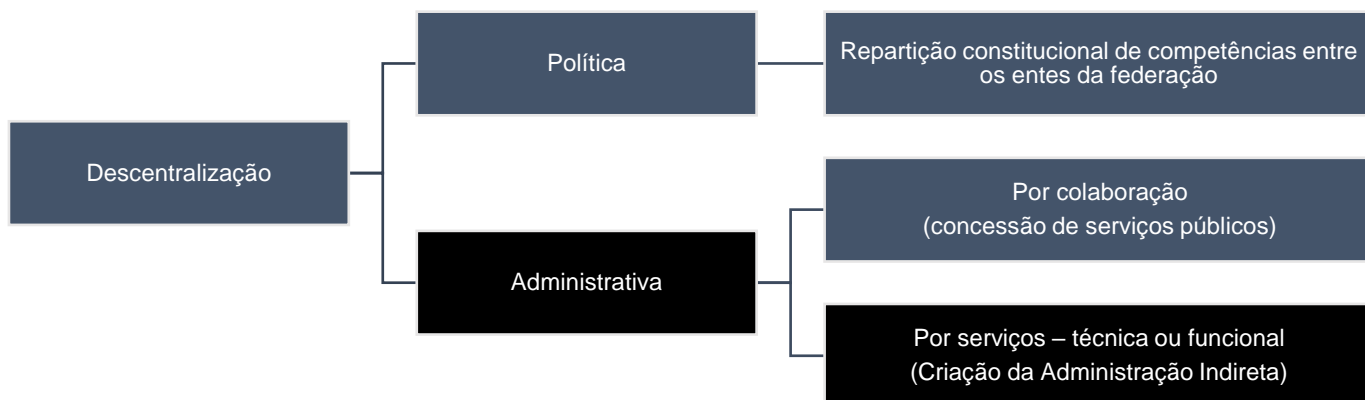 Descentralização
Política
Repartição constitucional de competências entre
os entes da federação
Administrativa
Por colaboração
(concessão de serviços públicos)
Por serviços – técnica ou funcional
(Criação da Administração Indireta)